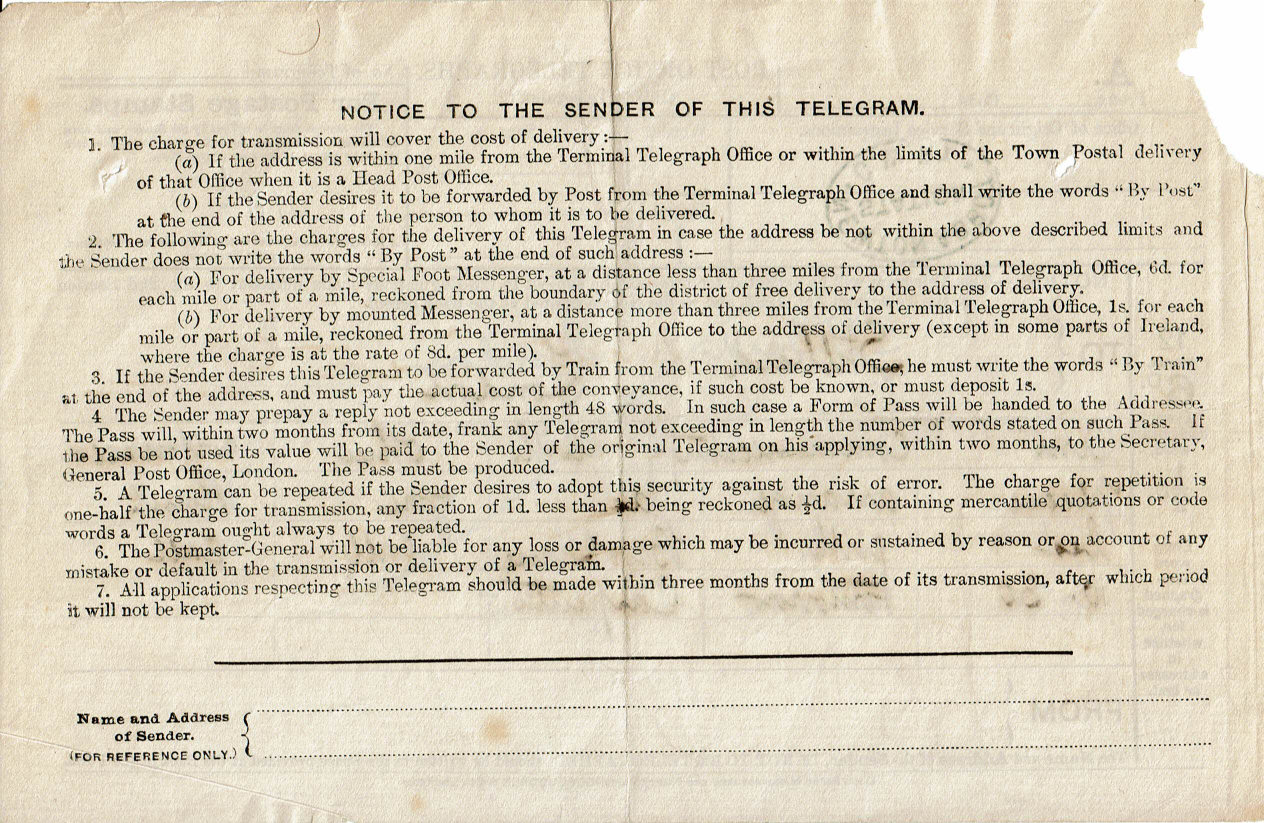 NOTICE TO THE SENDER OF THIS TELEGRAM.
1. The charge for transmission will cover the cost of delivery :—
(a) If the address is within one mile from the Terminal Telegraph Office or within the limits of the Town Postal delivery
of that Office when it is a Head Post Office.
(b) If the Sender desires it to be forwarded by Post from the Terminal Telegraph Office and shall write the words “ By Post”
at the end of the address of the person to whom it is to be delivered.
2. The following are the charges for the delivery of this Telegram in case the address be not within the above described limits and
the Sender does not write the words “ By Post ” at the end of such address :—
(a) For delivery by Special Foot Messenger, at a distance less than three miles from the Terminal Telegraph Office, 6d. for
each mile or part of a mile, reckoned from the boundary of the district of free delivery to the address of delivery.
(b) For delivery by mounted Messenger, at a distance more than three miles from the Terminal Telegraph Office, 1s. for each
mile or part of a mile, reckoned from the Terminal Telegraph Office to the address of delivery (except in some parts of Ireland,
where the charge is at the rate of 8d. per mile).
3. If the Sender desires this Telegram to be forwarded by Train from the Terminal Telegraph Office, he must write the words “ By Train”
at the end of the address, and must pay the actual cost of the conveyance, if such cost be known, or must deposit 1s.
4 The Sender may prepay a reply not exceeding in length 48 words. In such case a Form of Pass will be handed to the Addressee.
The Pass will, within two months from its date, frank any Telegram not exceeding in length the number of words stated on such Pass. If
the Pass be not used its value will be paid to the Sender of the original Telegram on his applying, within two months, to the Secretary,
General Post Office, London. The Pass must be produced.
5. A Telegram can be repeated if the Sender desires to adopt this security against the risk of error. The charge for repetition is
one-half the charge for transmission, any fraction of 1d. less than ½d. being reckoned as ½d. If containing mercantile quotations or code
words a Telegram ought always to be repeated.
6. The Postmaster-General will not be liable for any loss or damage which may be incurred or sustained by reason or on account of any
mistake or default in the transmission or delivery of a Telegram.
7. All applications respecting this Telegram should be made within three months from the date of its transmission, after which period
it will not be kept.
Name and Address
of Sender.
(FOR REFERENCE ONLY.)